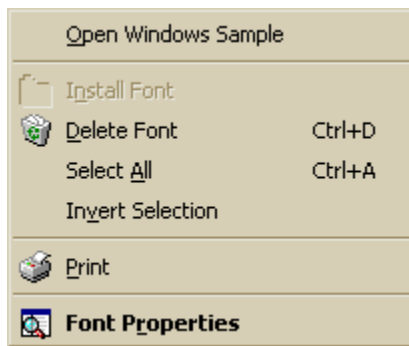 Open Windows Sample
Install Font
Delete Font Ctrl+D
Select All Ctrl+A
Invert Selection
Print
Font Properties